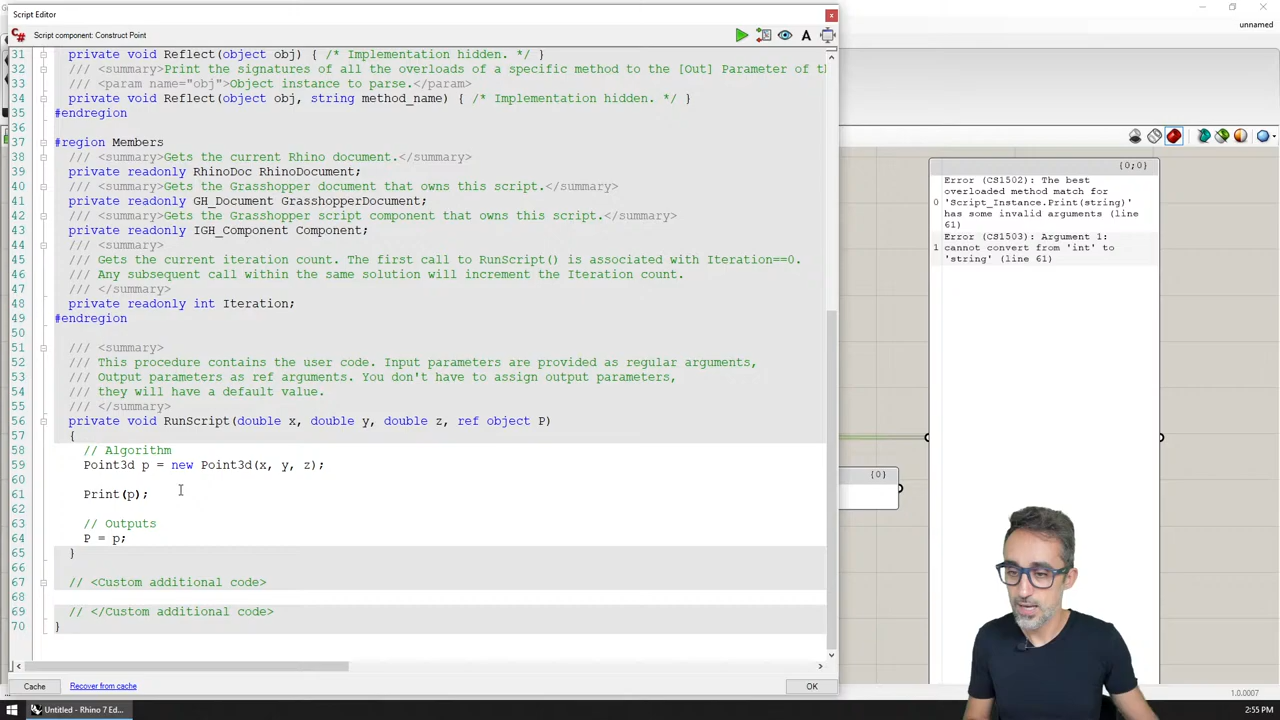 Script Editor
x
unnamed
C# Script component: Construct Point
A
31 private void Reflect(object obj) { /* Implementation hidden. */ }
32 /// <summary>Print the signatures of all the overloads of a specific method to the [Out] Parameter of th
33 /// <param name="obj">Object instance to parse.</param>
34 private void Reflect(object obj, string method_name) { /* Implementation hidden. */ }
35 #endregion
36
37 #region Members
38 /// <summary>Gets the current Rhino document.</summary>
39 private readonly RhinoDoc RhinoDocument;
40 /// <summary>Gets the Grasshopper document that owns this script.</summary>
41 private readonly GH_Document GrasshopperDocument;
42 /// <summary>Gets the Grasshopper script component that owns this script.</summary>
43 private readonly IGH_Component Component;
44 /// <summary>
45 /// Gets the current iteration count. The first call to RunScript() is associated with Iteration==0.
46 /// Any subsequent call within the same solution will increment the Iteration count.
47 /// </summary>
48 private readonly int Iteration;
49 #endregion
50
51 /// <summary>
52 /// This procedure contains the user code. Input parameters are provided as regular arguments,
53 /// Output parameters as ref arguments. You don't have to assign output parameters,
54 /// they will have a default value.
55 /// </summary>
56 private void RunScript(double x, double y, double z, ref object P)
57 {
58 // Algorithm
59 Point3d p = new Point3d(x, y, z);
60
61 Print(p);
62
63 // Outputs
64 P = p;
65 }
66
67 // <Custom additional code>
68
69 // </Custom additional code>
70 }
Cache
Recover from cache
OK
{0;0}
0 Error (CS1502): The best
overloaded method match for
'Script_Instance.Print(string)'
has some invalid arguments (line
61)
1 Error (CS1503): Argument 1:
cannot convert from 'int' to
'string' (line 61)
{0}
1.0.0007
Untitled - Rhino 7 Ed...
2:55 PM